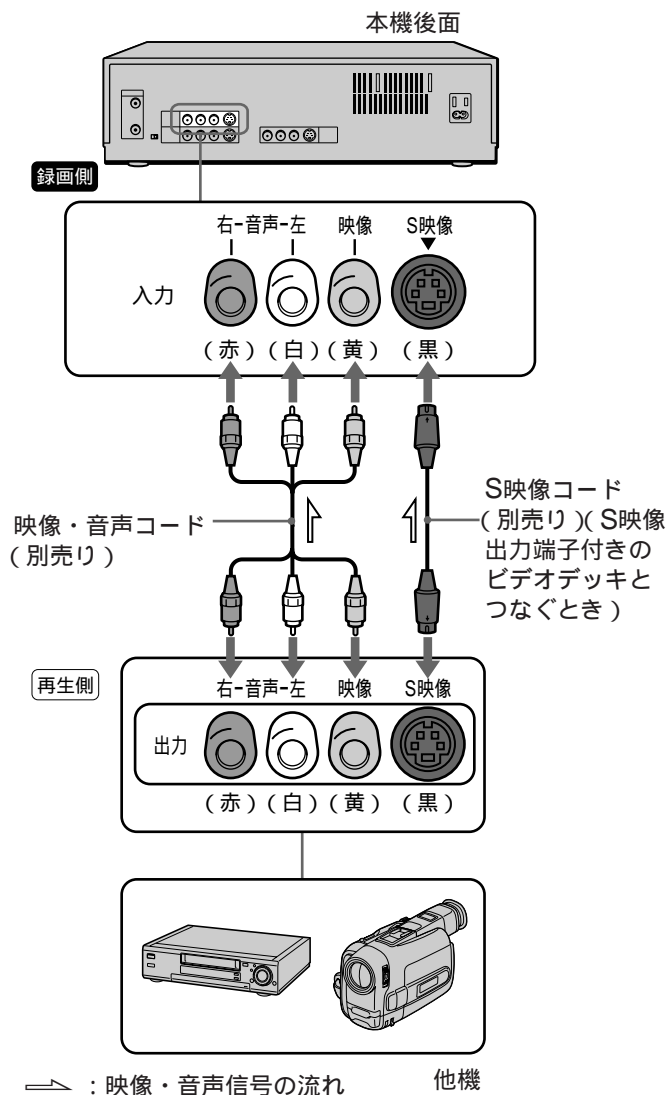 本機後面
録画側
右-音声-左 映像 S映像
入力
(赤)(白)(黄) (黒)
映像・音声コード
(別売り)
S映像コード
(別売り)(S映像
出力端子付きの
ビデオデッキと
つなぐとき)
再生側
右-音声-左 映像 S映像
出力
(赤)(白)(黄) (黒)
:映像・音声信号の流れ
他機